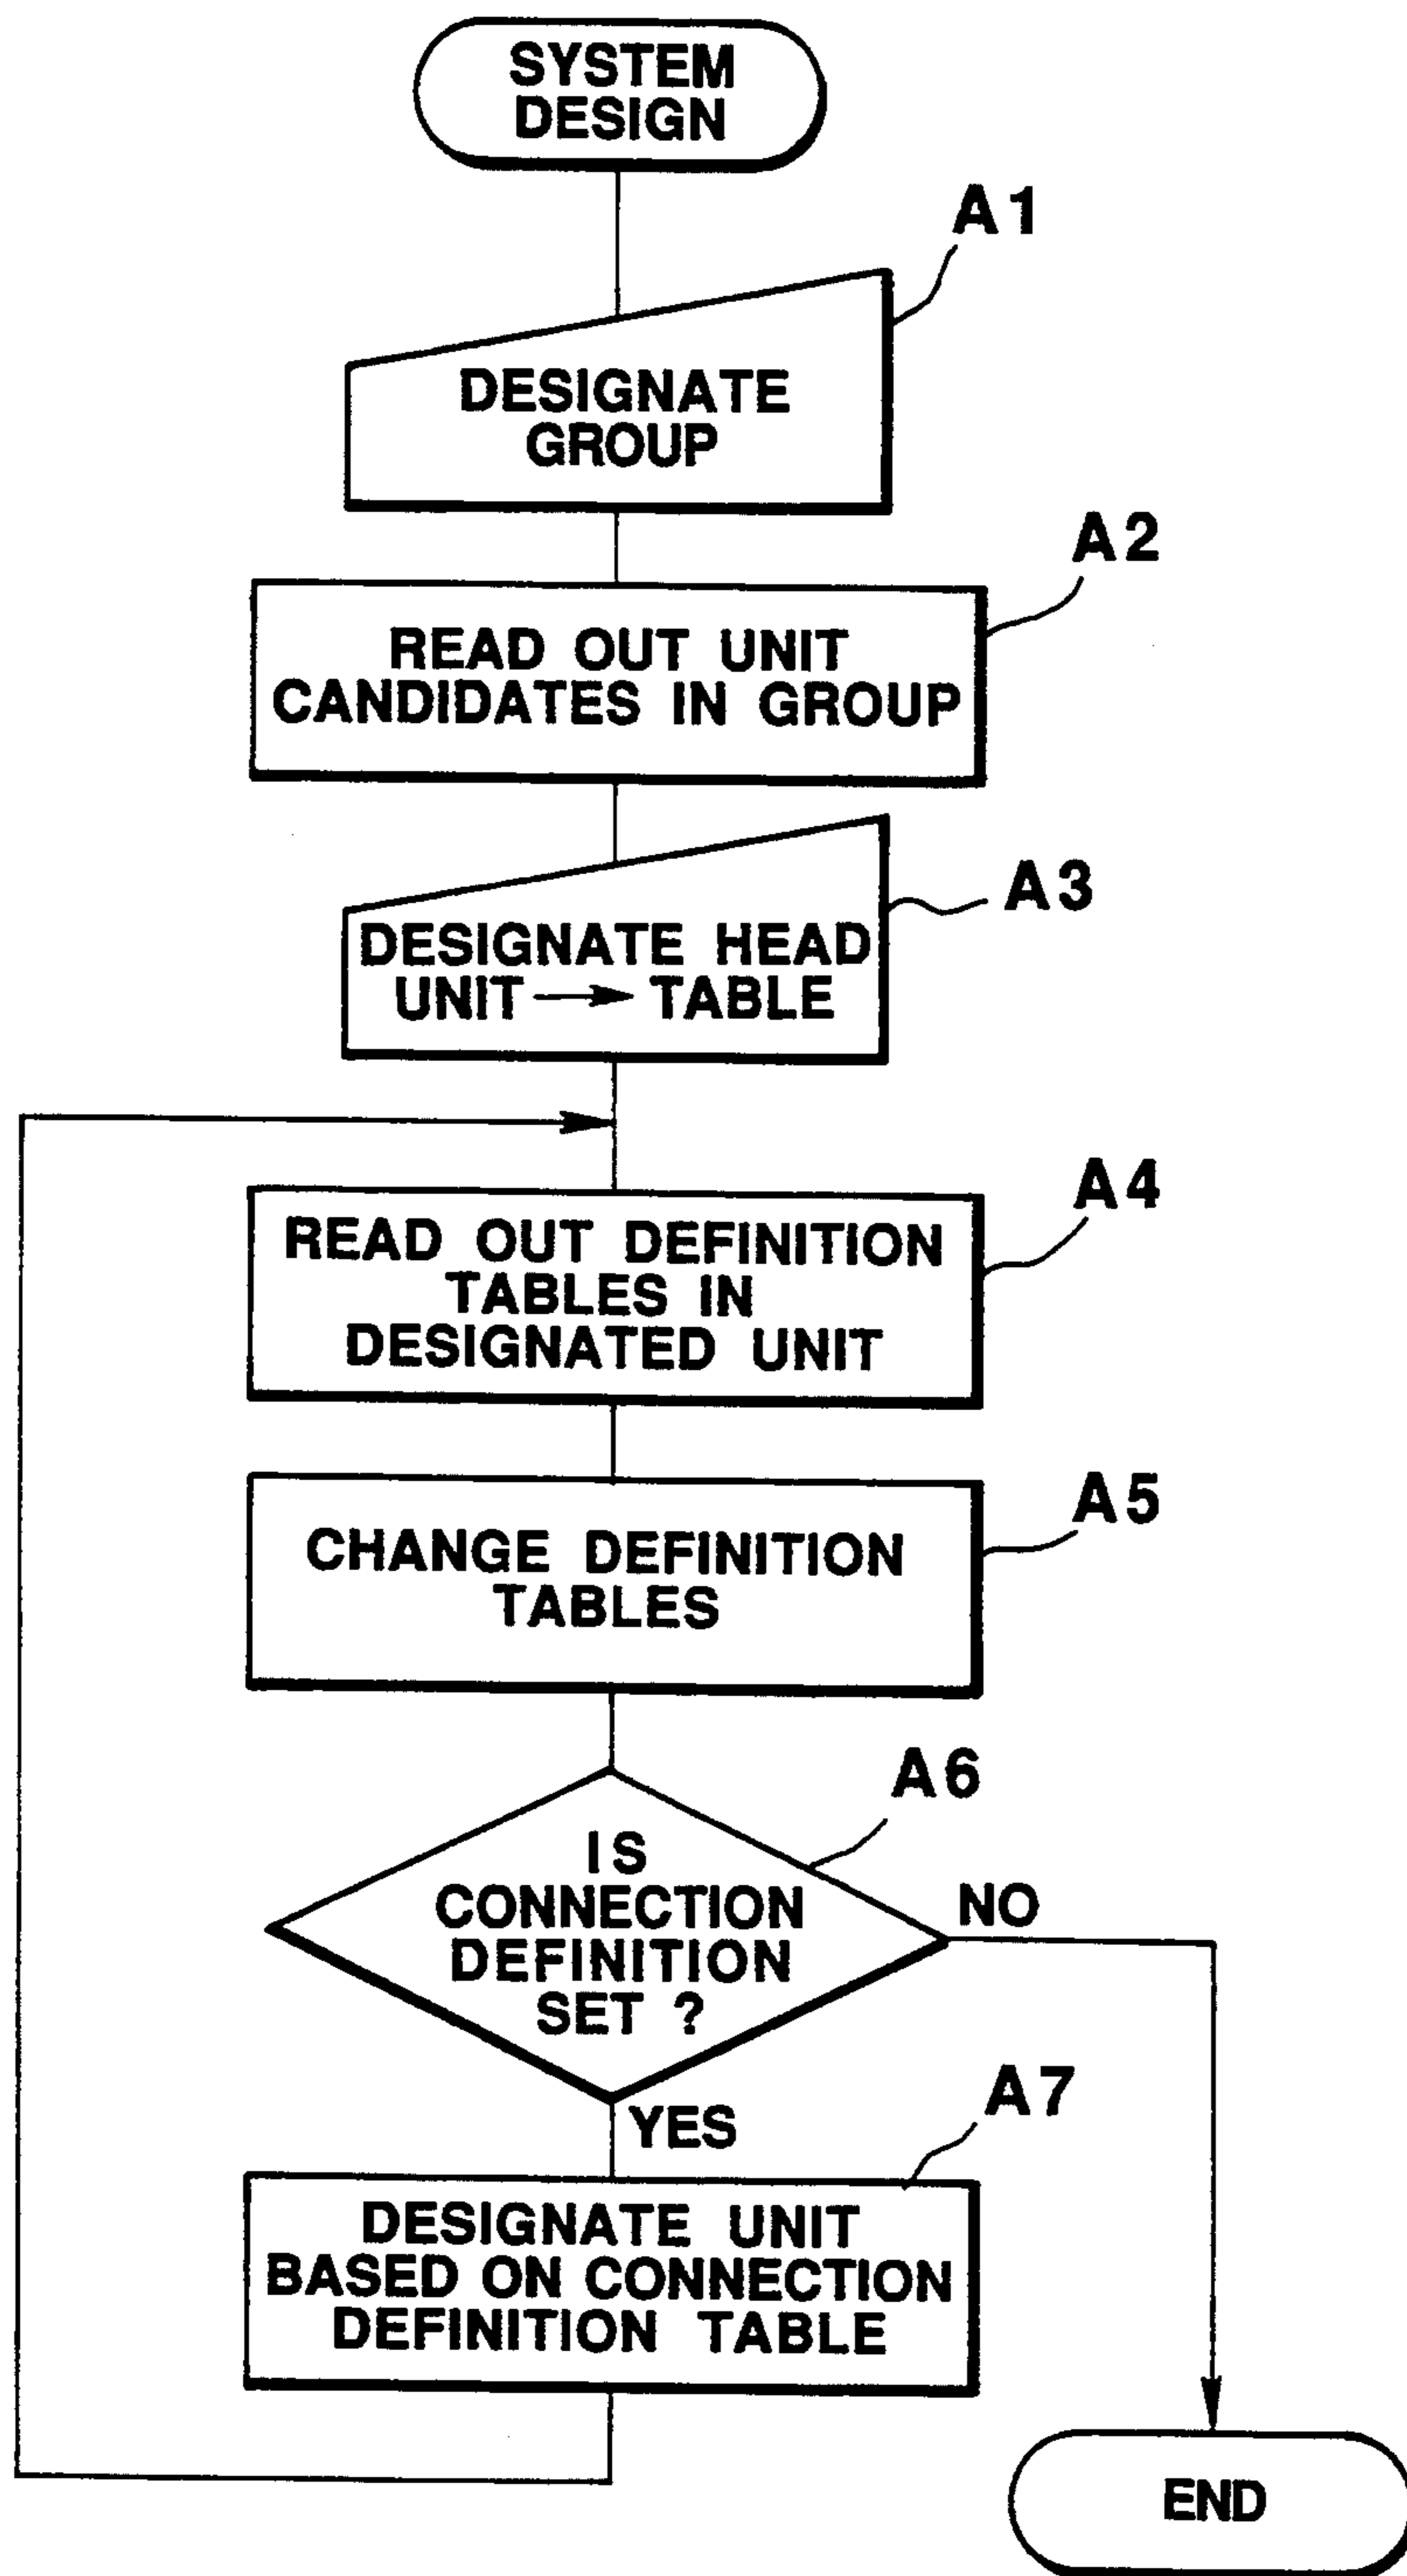 SYSTEM
DESIGN
A1
DESIGNATE
GROUP
A2
READ OUT UNIT
CANDIDATES IN GROUP
A3
DESIGNATE HEAD
UNIT → TABLE
A4
READ OUT DEFINITION
TABLES IN
DESIGNATED UNIT
A5
CHANGE DEFINITION
TABLES
A6
IS
CONNECTION
DEFINITION
SET ?
NO
YES
A7
DESIGNATE UNIT
BASED ON CONNECTION
DEFINITION TABLE
END